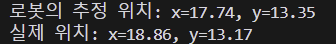 로봇의 추정 위치: x=17.74, y=13.35
실제 위치: x=18.86, y=13.17